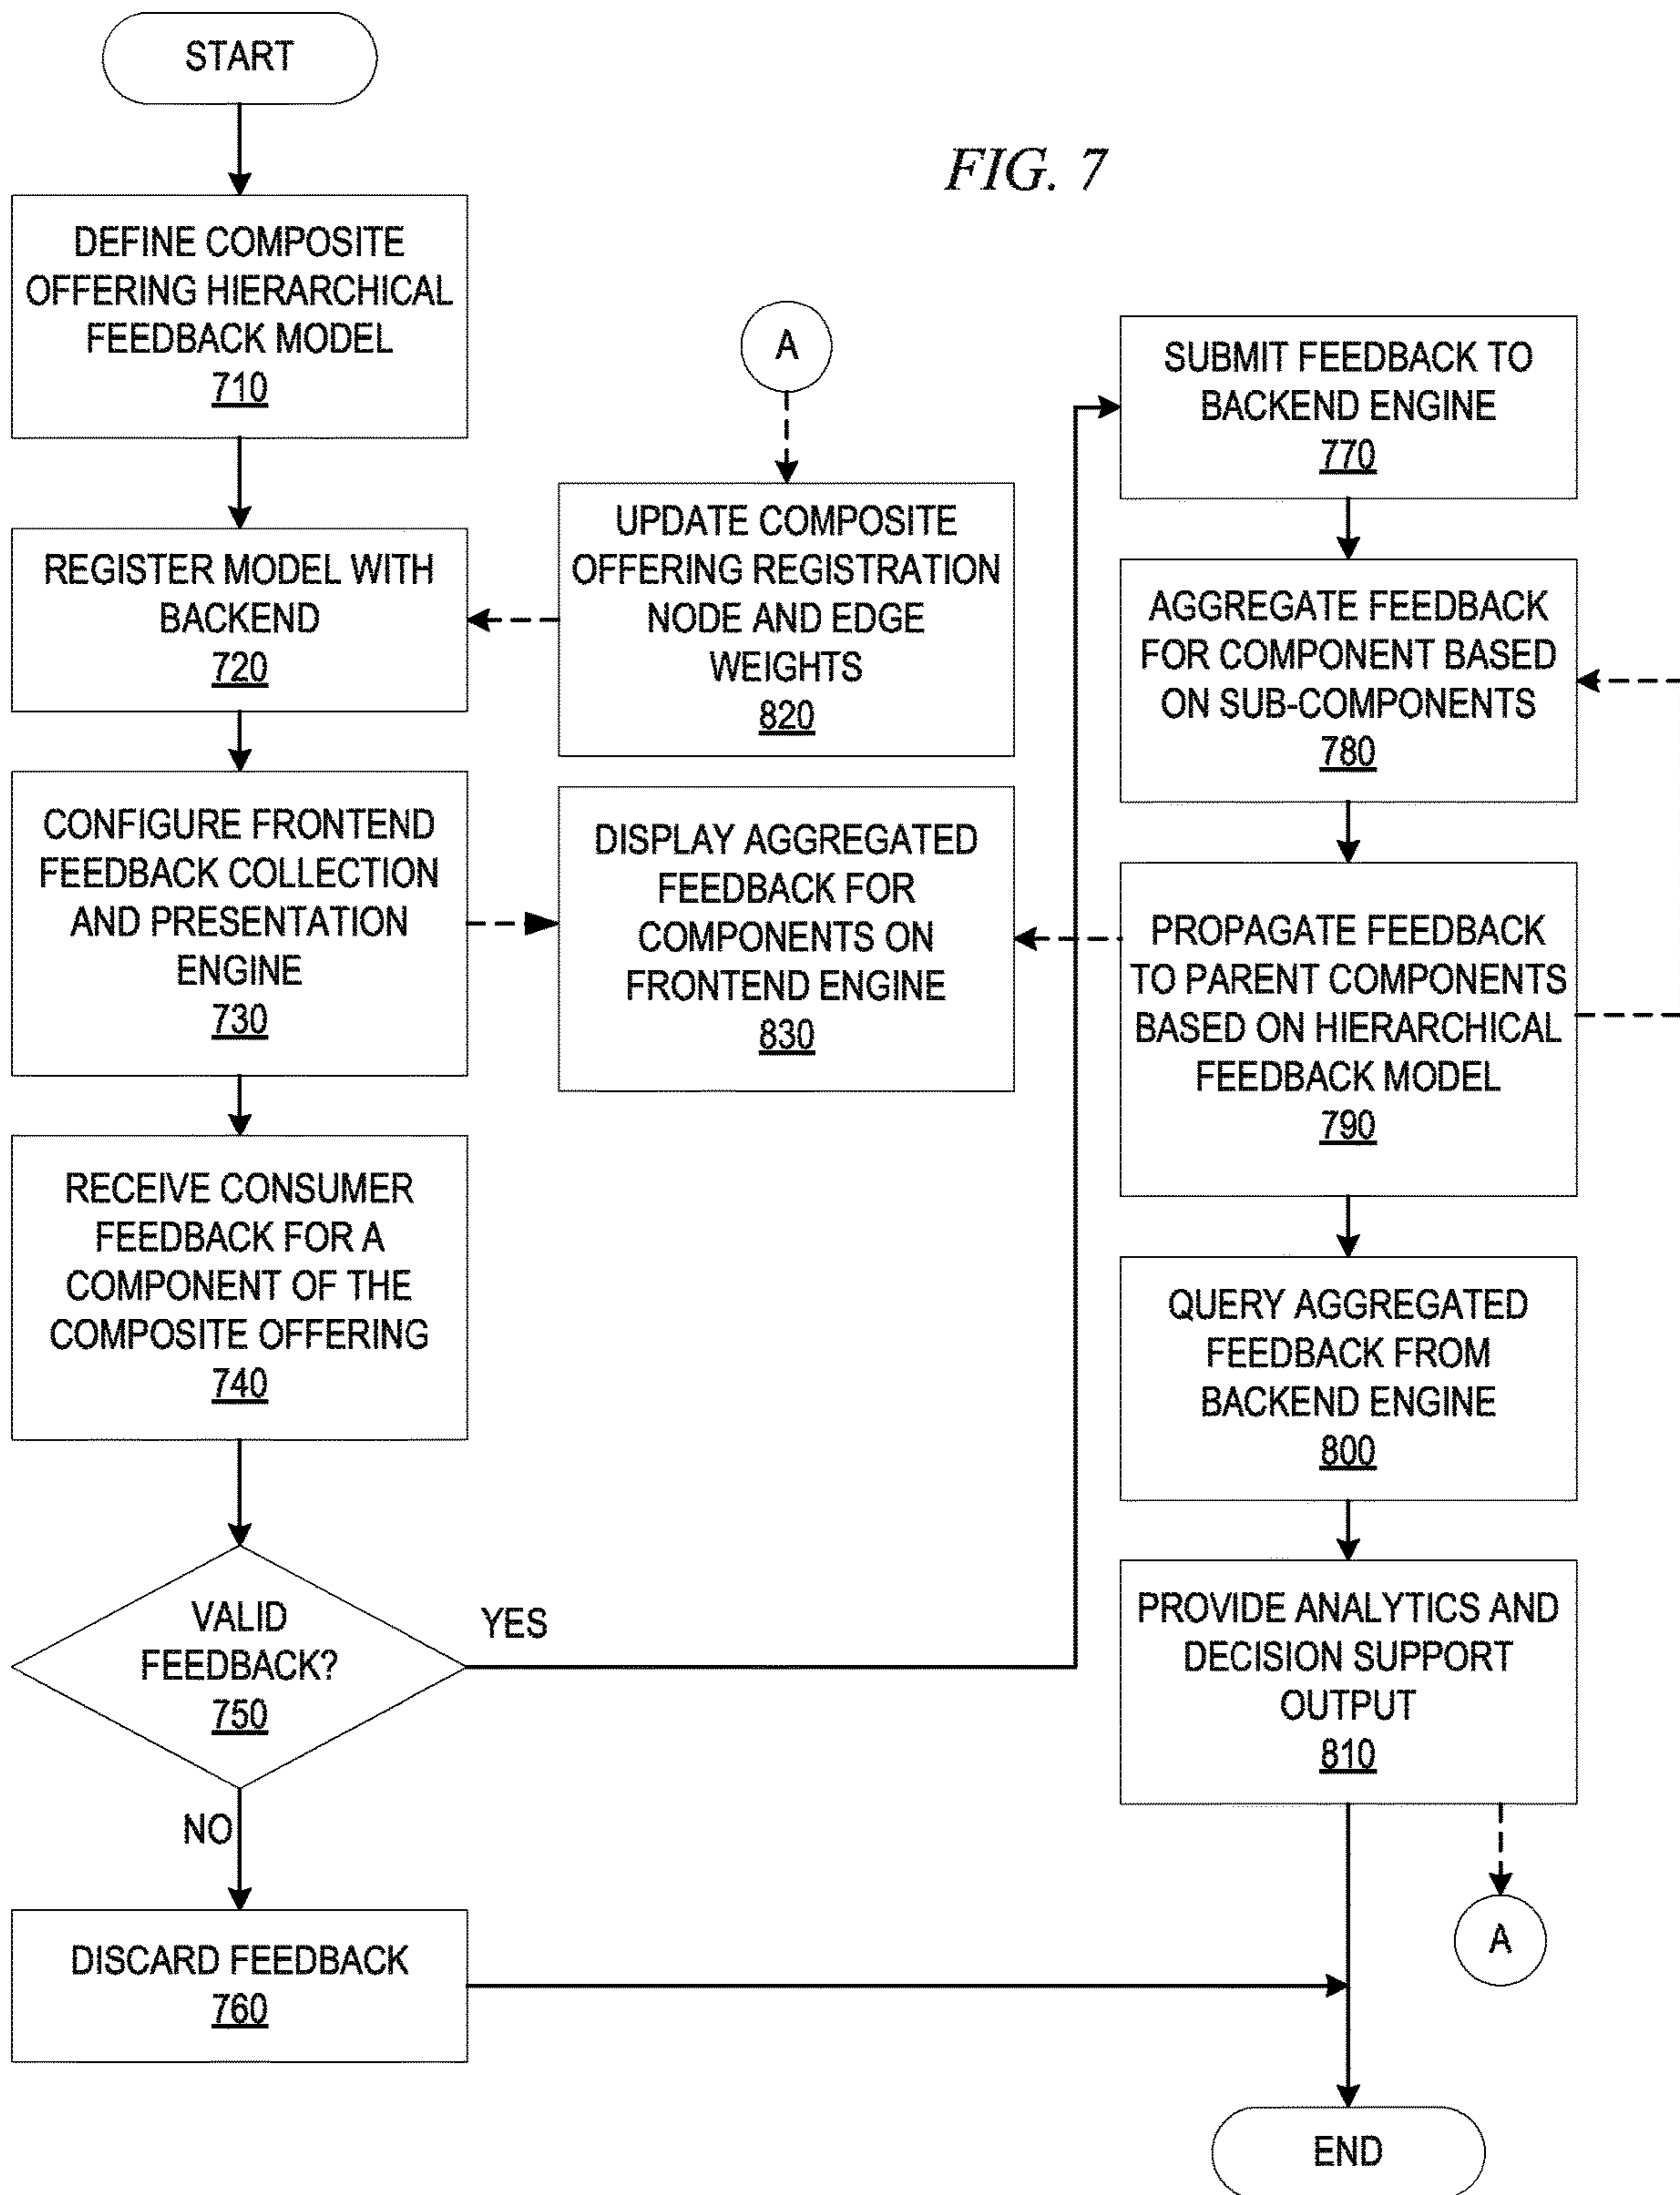 START
FIG. 7
DEFINE COMPOSITE
OFFERING HIERARCHICAL
FEEDBACK MODEL
710
REGISTER MODEL WITH
BACKEND
720
CONFIGURE FRONTEND
FEEDBACK COLLECTION
AND PRESENTATION
ENGINE
730
RECEIVE CONSUMER
FEEDBACK FOR A
COMPONENT OF THE
COMPOSITE OFFERING
740
VALID
FEEDBACK?
750
YES
NO
DISCARD FEEDBACK
760
A
UPDATE COMPOSITE
OFFERING REGISTRATION
NODE AND EDGE
WEIGHTS
820
DISPLAY AGGREGATED
FEEDBACK FOR
COMPONENTS ON
FRONTEND ENGINE
830
SUBMIT FEEDBACK TO
BACKEND ENGINE
770
AGGREGATE FEEDBACK
FOR COMPONENT BASED
ON SUB-COMPONENTS
780
PROPAGATE FEEDBACK
TO PARENT COMPONENTS
BASED ON HIERARCHICAL
FEEDBACK MODEL
790
QUERY AGGREGATED
FEEDBACK FROM
BACKEND ENGINE
800
PROVIDE ANALYTICS AND
DECISION SUPPORT
OUTPUT
810
A
END